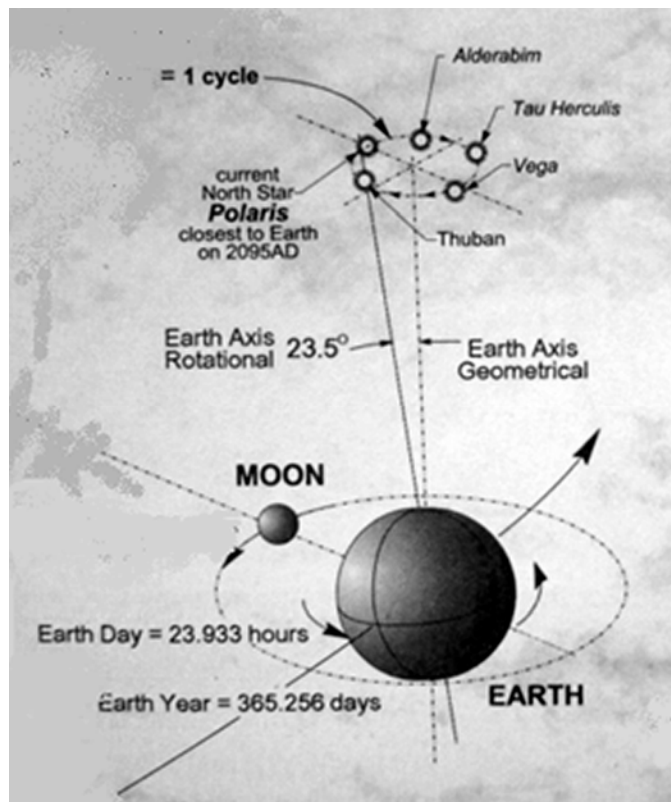 Alderabim
= 1 cycle
Tau Herculis
current
North Star
Polaris
closest to Earth
on 2095AD
Vega
Thuban
Earth Axis
Rotational
23.5°
Earth Axis
Geometrical
MOON
Earth Day = 23.933 hours
Earth Year = 365.256 days
EARTH